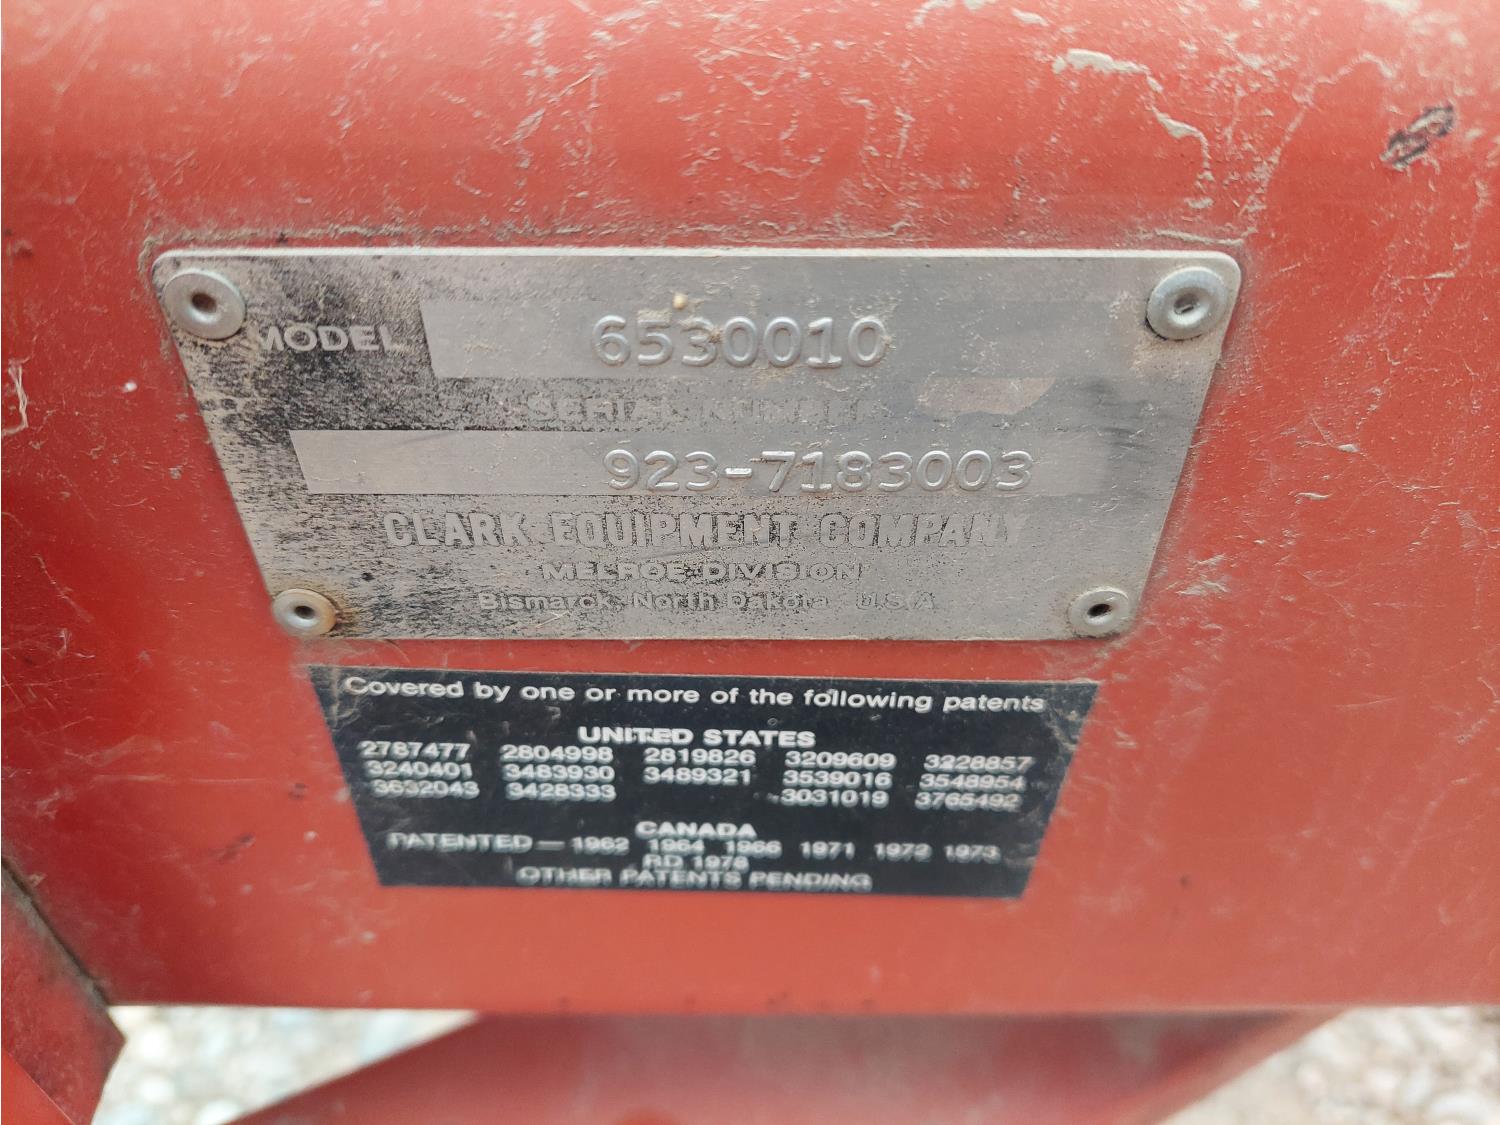 MODEL 6530010
SERIAL NUMBER
923-7183003
CLARK EQUIPMENT COMPANY
MELROE DIVISION
Bismarck, North Dakota U.S.A.
Covered by one or more of the following patents
UNITED STATES
2787477 2804998 2819826 3209609 3228857
3240401 3483930 3489321 3539016 3548954
3632043 3428333 3031019 3765492
CANADA
PATENTED — 1962 1964 1966 1971 1972 1973
RD 1978
OTHER PATENTS PENDING